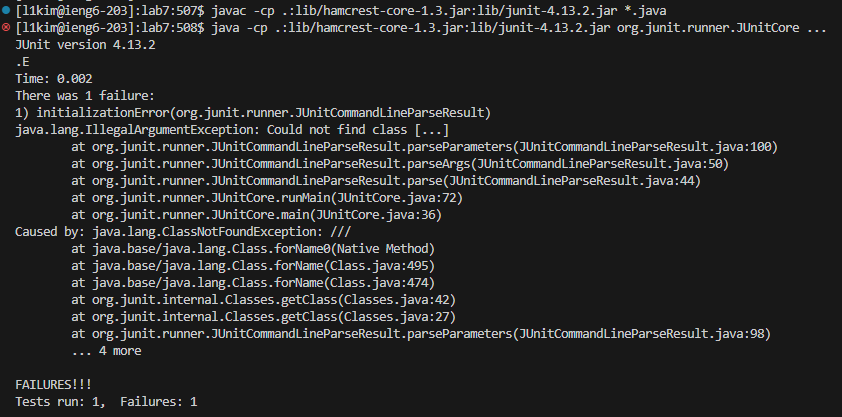 [l1kim@ieng6-203]:lab7:507$ javac -cp .:lib/hamcrest-core-1.3.jar:lib/junit-4.13.2.jar *.java
[l1kim@ieng6-203]:lab7:508$ java -cp .:lib/hamcrest-core-1.3.jar:lib/junit-4.13.2.jar org.junit.runner.JUnitCore ...
JUnit version 4.13.2
.E
Time: 0.002
There was 1 failure:
1) initializationError(org.junit.runner.JUnitCommandLineParseResult)
java.lang.IllegalArgumentException: Could not find class [...]
        at org.junit.runner.JUnitCommandLineParseResult.parseParameters(JUnitCommandLineParseResult.java:100)
        at org.junit.runner.JUnitCommandLineParseResult.parseArgs(JUnitCommandLineParseResult.java:50)
        at org.junit.runner.JUnitCommandLineParseResult.parse(JUnitCommandLineParseResult.java:44)
        at org.junit.runner.JUnitCore.runMain(JUnitCore.java:72)
        at org.junit.runner.JUnitCore.main(JUnitCore.java:36)
Caused by: java.lang.ClassNotFoundException: ///
        at java.base/java.lang.Class.forName0(Native Method)
        at java.base/java.lang.Class.forName(Class.java:495)
        at java.base/java.lang.Class.forName(Class.java:474)
        at org.junit.internal.Classes.getClass(Classes.java:42)
        at org.junit.internal.Classes.getClass(Classes.java:27)
        at org.junit.runner.JUnitCommandLineParseResult.parseParameters(JUnitCommandLineParseResult.java:98)
        ... 4 more

FAILURES!!!
Tests run: 1,  Failures: 1